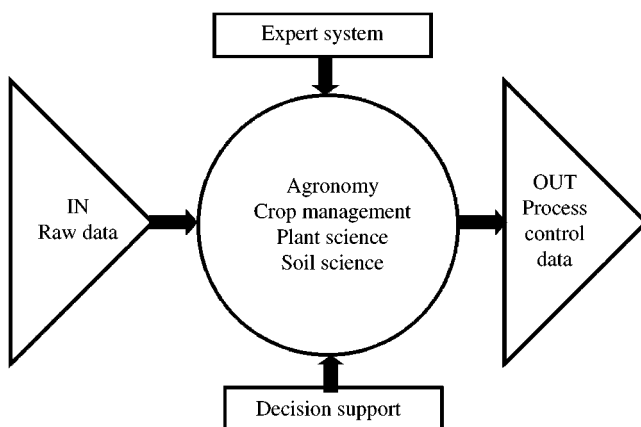 Expert system
IN
Raw data
Agronomy
Crop management
Plant science
Soil science
OUT
Process
control
data
Decision support